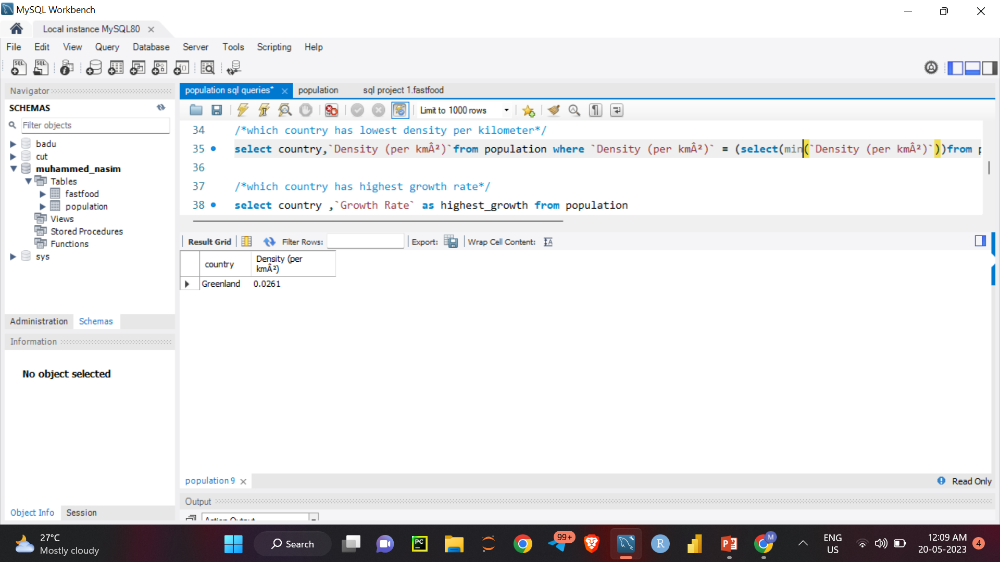 MySQL Workbench
Local instance MySQL80
File Edit View Query Database Server Tools Scripting Help
Navigator
SCHEMAS
Filter objects
badu
cut
muhammed_nasim
Tables
fastfood
population
Views
Stored Procedures
Functions
sys
Administration Schemas
Information
No object selected
Object Info Session
population sql queries* population sql project 1.fastfood
Limit to 1000 rows
34 /*which country has lowest density per kilometer*/
35 select country,`Density (per kmÂ²)`from population where `Density (per kmÂ²)` = (select(min(`Density (per kmÂ²)`))from
36
37 /*which country has highest growth rate*/
38 select country ,`Growth Rate` as highest_growth from population
Result Grid Filter Rows: Export: Wrap Cell Content:
country Density (per
kmÂ²)
Greenland 0.0261
population 9 Read Only
Output
Action Output
27°C
Mostly cloudy
Search
PC
99+
R
P
M
ENG
US
12:09 AM
20-05-2023
4